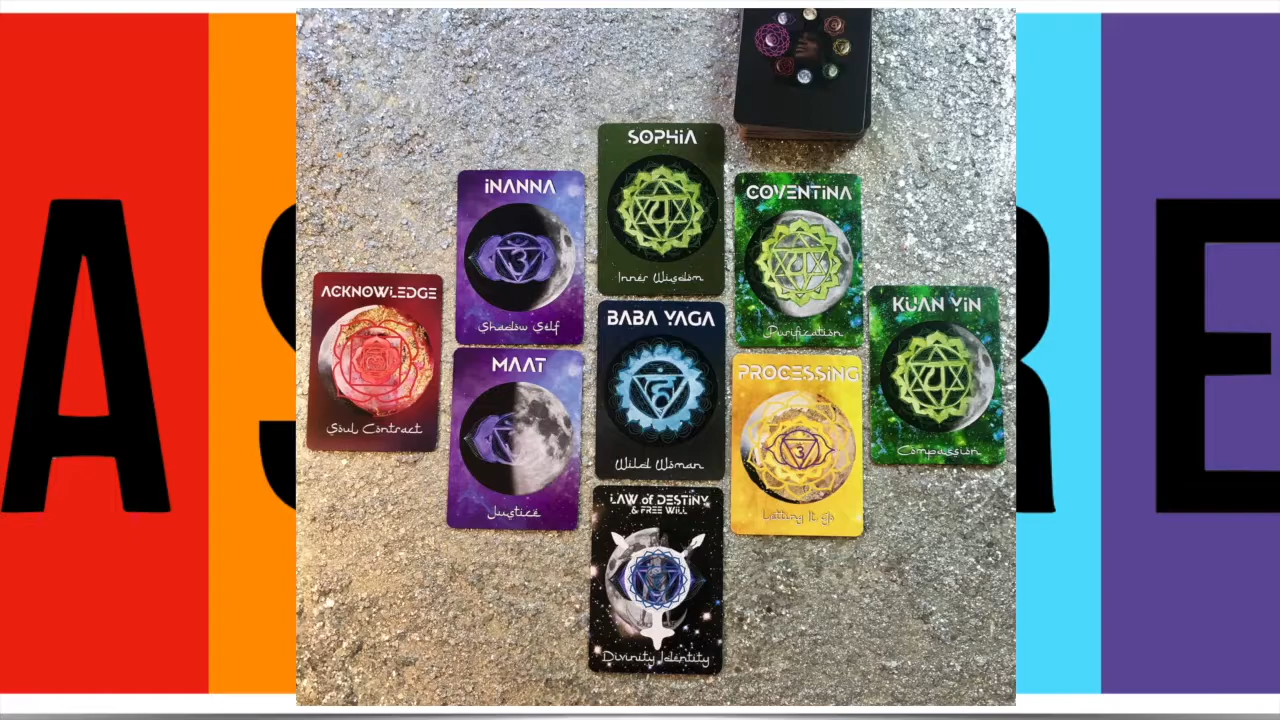 A
S
R
E
SOPHiA
Inner Wisdom
iNANNA
Shadow Self
COVENTiNA
Purification
ACKNOWLEDGE
Soul Contract
BABA YAGA
Wild Woman
KUAN YiN
Compassion
MAAT
Justice
PROCESSiNG
Letting It Go
LAW of DESTiNY
& FREE WiLL
Divinity Identity